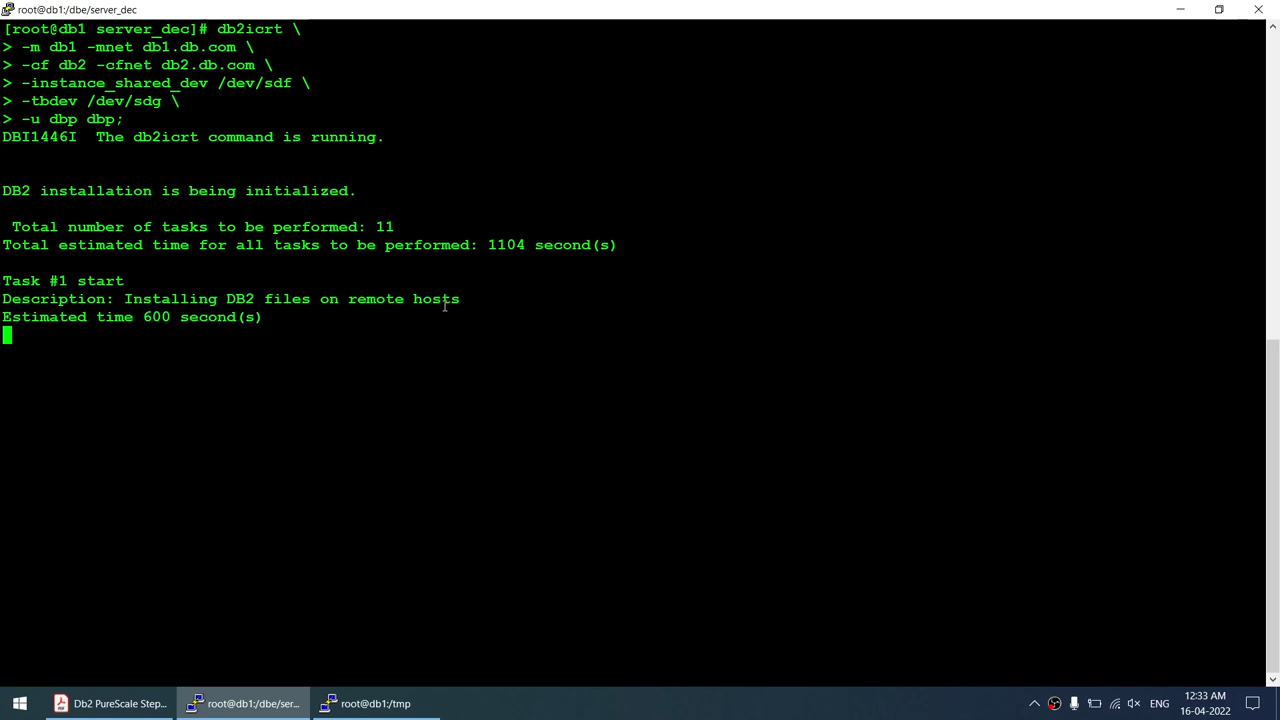 root@db1:/dbe/server_dec
[root@db1 server_dec]# db2icrt \
> -m db1 -mnet db1.db.com \
> -cf db2 -cfnet db2.db.com \
> -instance_shared_dev /dev/sdf \
> -tbdev /dev/sdg \
> -u dbp dbp;
DBI1446I  The db2icrt command is running.
DB2 installation is being initialized.
Total number of tasks to be performed: 11
Total estimated time for all tasks to be performed: 1104 second(s)
Task #1 start
Description: Installing DB2 files on remote hosts
Estimated time 600 second(s)
Db2 PureScale Step... root@db1:/dbe/ser... root@db1:/tmp ENG 12:33 AM
16-04-2022